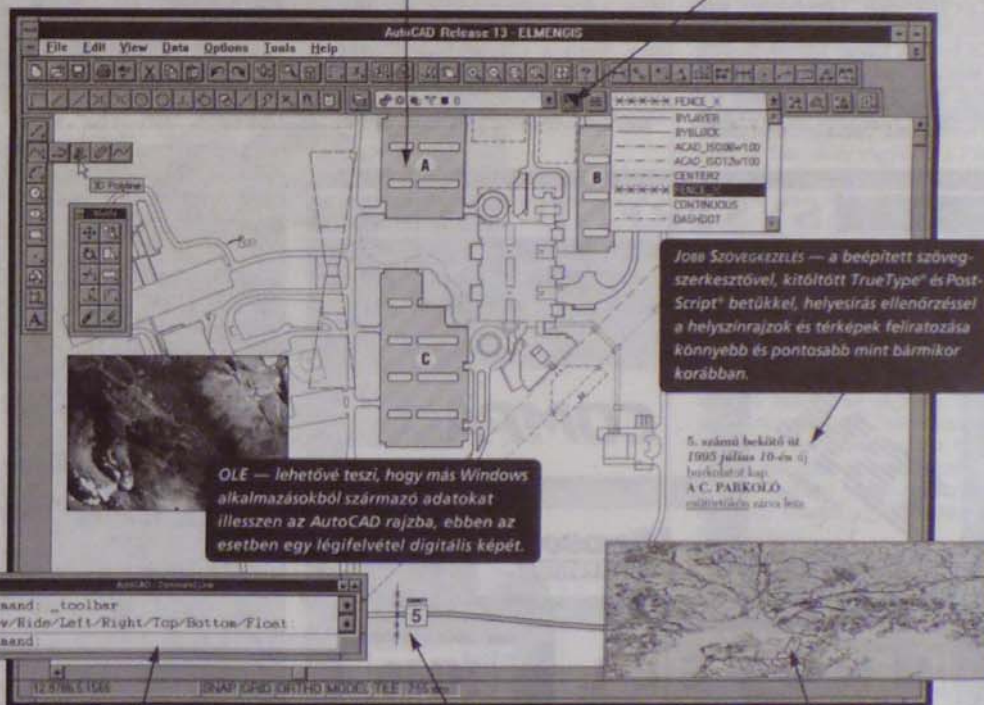 AutoCAD Release 13 - ELMENGIS
File Edit View Data Options Tools Help
0
FENCE_X
BYLAYER
BYBLOCK
ACAD_ISO08W100
ACAD_ISO12W100
CENTER2
FENCE_X
CONTINUOUS
DASHDOT
3D Polyline
A
B
C
JOBB SZÖVEGKEZELÉS — a beépített szöveg-
szerkesztővel, kitöltött TrueType® és Post-
Script® betűkkel, helyesírás ellenőrzéssel
a helyszínrajzok és térképek feliratozása
könnyebb és pontosabb mint bármikor
korábban.
5. számú bekötő út
1995 július 10-én új
burkolatot kap.
A C. PARKOLÓ
csütörtökön zárva lesz.
OLE — lehetővé teszi, hogy más Windows
alkalmazásokból származó adatokat
illesszen az AutoCAD rajzba, ebben az
esetben egy légifelvétel digitális képét.
mand: _toolbar
w/Hide/Left/Right/Top/Bottom/Float:
mand:
5
SNAP GRID ORTHO MODEL TILE
A